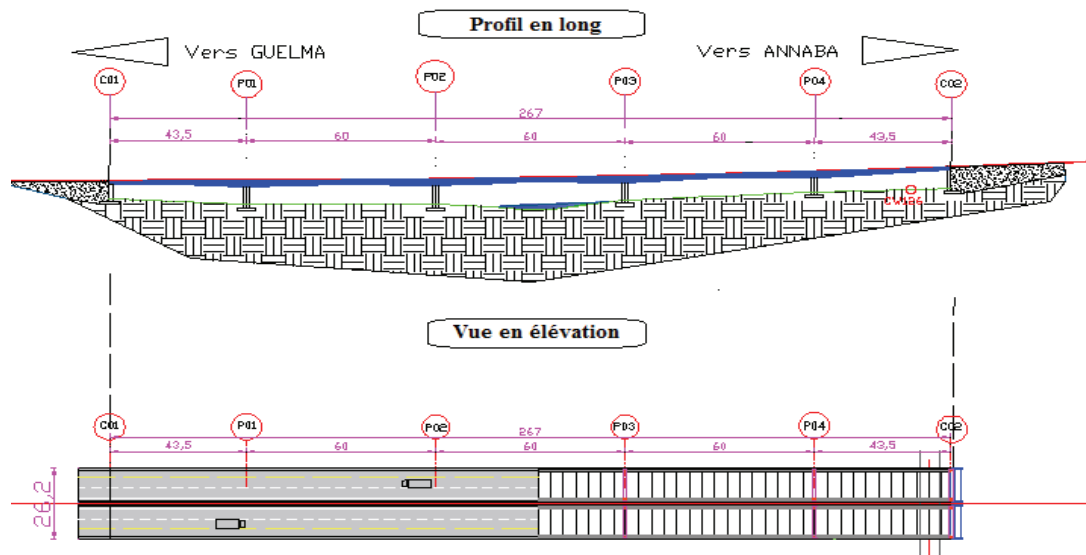 Profil en long
Vers GUELMA
Vers ANNABA
C01
P01
P02
P03
P04
C02
267
43,5
60
60
60
43,5
Vue en élévation
C01
P01
P02
P03
P04
C02
267
43,5
60
60
60
43,5
26,2